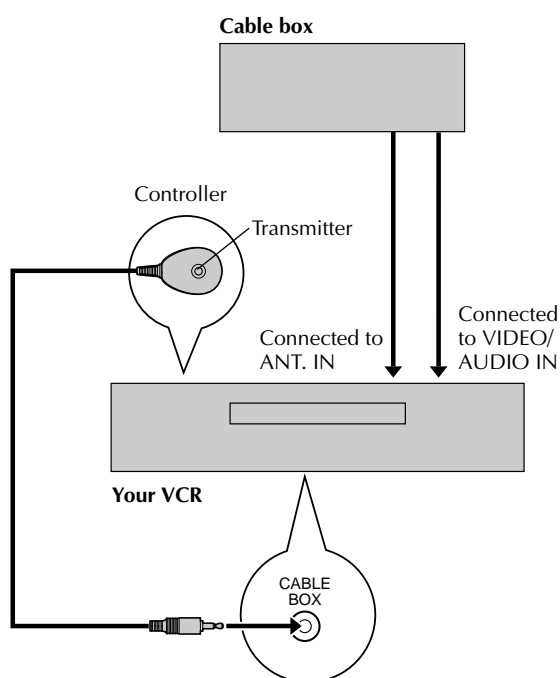 Cable box
Controller
Transmitter
Connected to
ANT. IN
Connected
to VIDEO/
AUDIO IN
Your VCR
CABLE
BOX